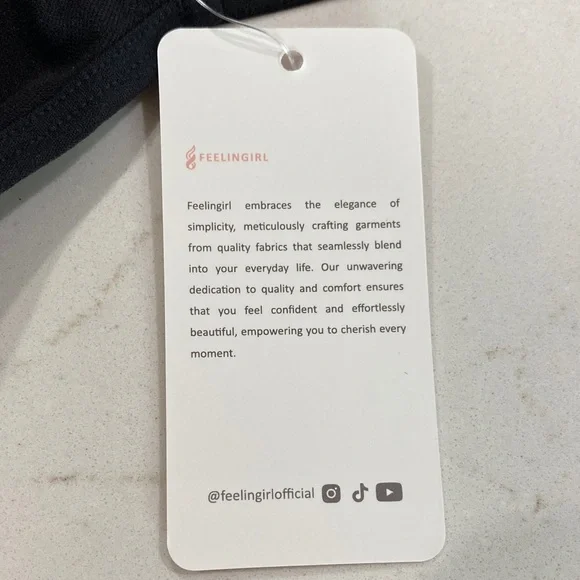 FEELINGIRL
Feelingirl embraces the elegance of
simplicity, meticulously crafting garments
from quality fabrics that seamlessly blend
into your everyday life. Our unwavering
dedication to quality and comfort ensures
that you feel confident and effortlessly
beautiful, empowering you to cherish every
moment.
@feelingirlofficial